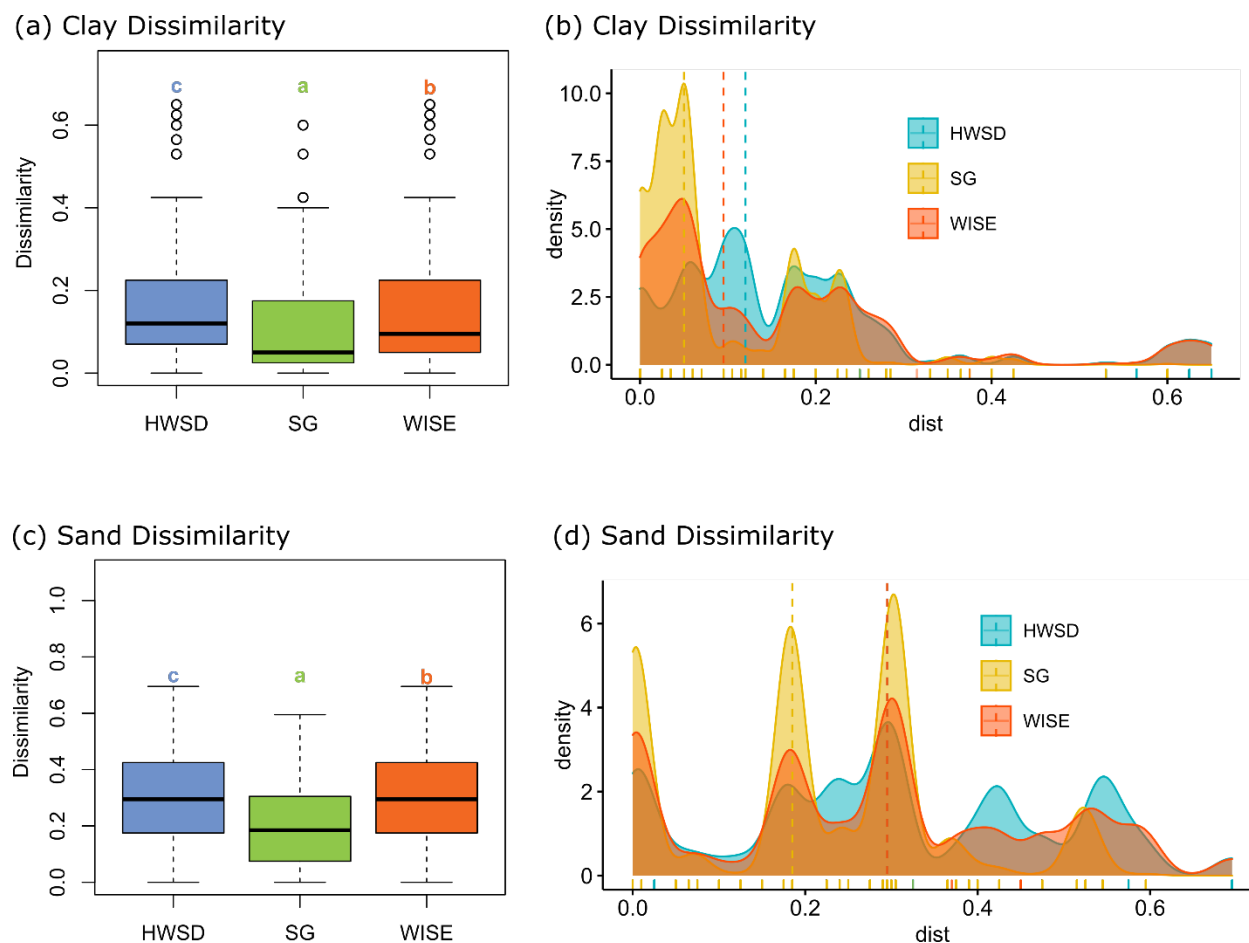 (a) Clay Dissimilarity
Dissimilarity
0.0
0.2
0.4
0.6
c
a
b
HWSD
SG
WISE
(b) Clay Dissimilarity
density
10.0
7.5
5.0
2.5
0.0
HWSD
SG
WISE
0.0
0.2
0.4
0.6
dist
(c) Sand Dissimilarity
Dissimilarity
0.0
0.2
0.4
0.6
0.8
1.0
c
a
b
HWSD
SG
WISE
(d) Sand Dissimilarity
density
6
4
2
0
HWSD
SG
WISE
0.0
0.2
0.4
0.6
dist